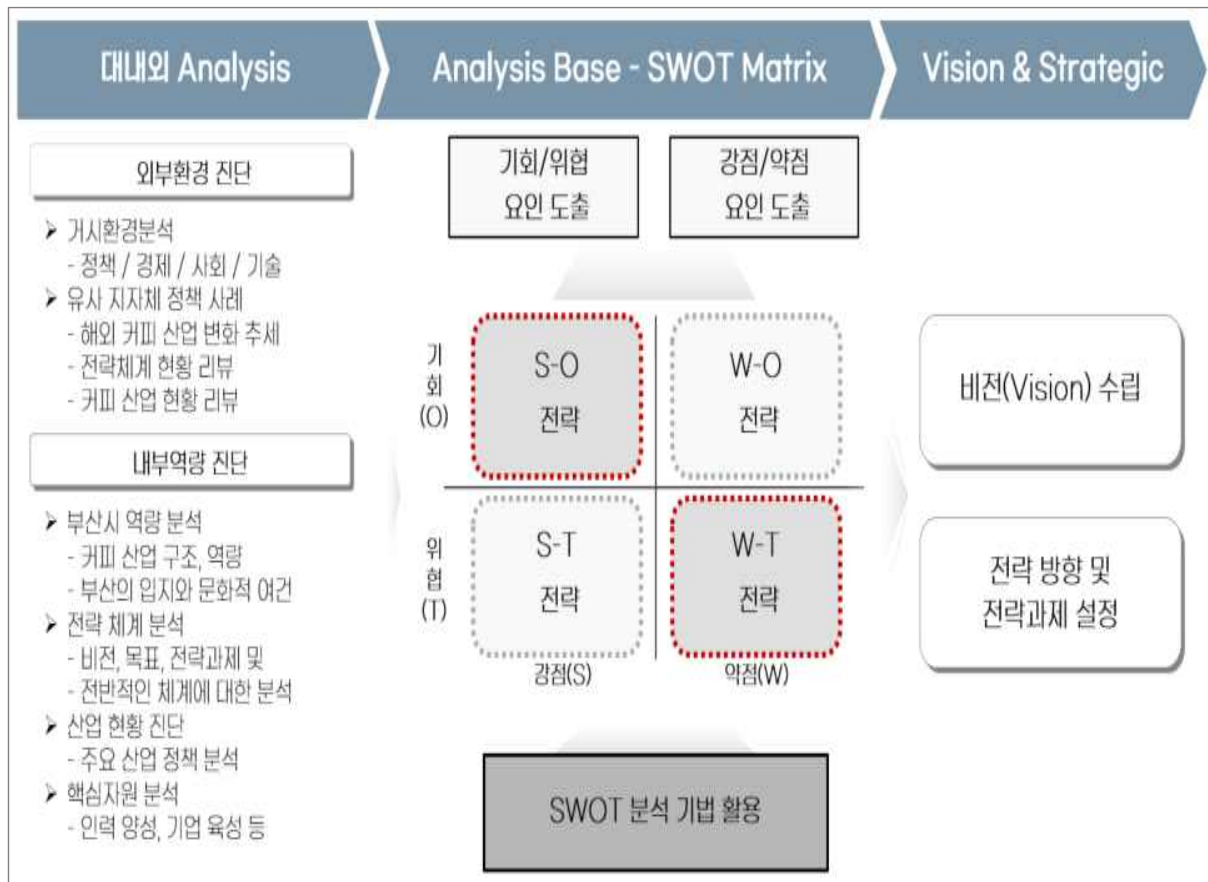 대내외 Analysis
Analysis Base - SWOT Matrix
Vision & Strategic
외부환경 진단
➤ 거시환경분석
- 정책 / 경제 / 사회 / 기술
➤ 유사 지자체 정책 사례
- 해외 커피 산업 변화 추세
- 전략체계 현황 리뷰
- 커피 산업 현황 리뷰
내부역량 진단
➤ 부산시 역량 분석
- 커피 산업 구조, 역량
- 부산의 입지와 문화적 여건
➤ 전략 체계 분석
- 비전, 목표, 전략과제 및
- 전반적인 체계에 대한 분석
➤ 산업 현황 진단
- 주요 산업 정책 분석
➤ 핵심자원 분석
- 인력 양성, 기업 육성 등
기회/위협
요인 도출
강점/약점
요인 도출
기
회
(O)
S-O
전략
W-O
전략
위
협
(T)
S-T
전략
W-T
전략
강점(S)
약점(W)
SWOT 분석 기법 활용
비전(Vision) 수립
전략 방향 및
전략과제 설정